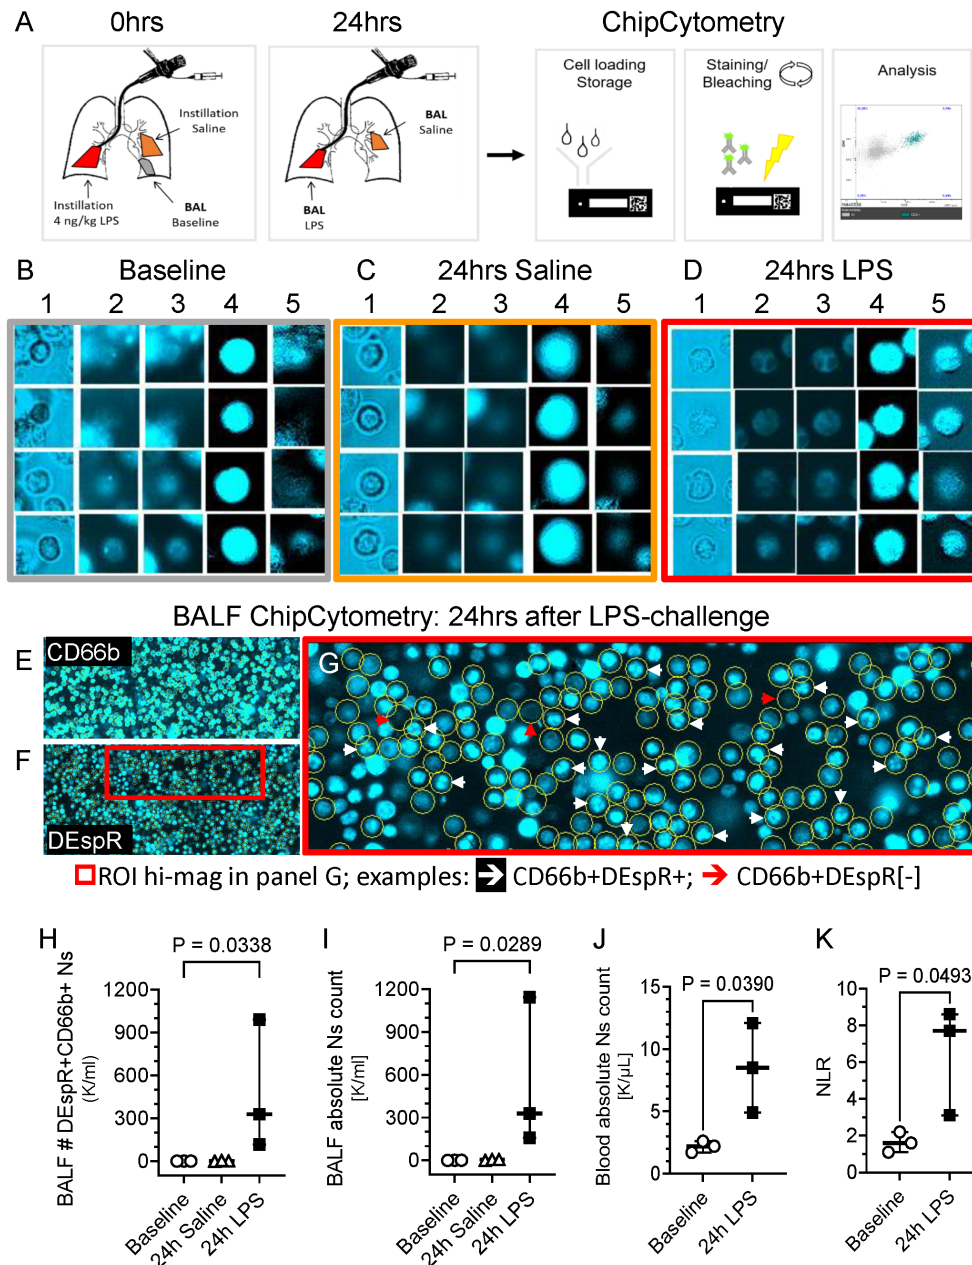 A
0hrs
24hrs
ChipCytometry
Instillation
Saline
Instillation
4 ng/kg LPS
BAL
Baseline
BAL
Saline
BAL
LPS
Cell loading
Storage
Staining/
Bleaching
Analysis
B
Baseline
1 2 3 4 5
C
24hrs Saline
1 2 3 4 5
D
24hrs LPS
1 2 3 4 5
BALF ChipCytometry: 24hrs after LPS-challenge
E
CD66b
F
DEspR
G
ROI hi-mag in panel G; examples: CD66b+DEspR+; CD66b+DEspR[-]
H
P = 0.0338
BALF # DEspR+CD66b+ Ns
(K/ml)
1200
900
600
300
0
Baseline
24h Saline
24h LPS
I
P = 0.0289
BALF absolute Ns count
[K/ml]
1200
900
600
300
0
Baseline
24h Saline
24h LPS
J
P = 0.0390
Blood absolute Ns count
[K/µL]
15
10
5
0
Baseline
24h LPS
K
P = 0.0493
NLR
10
8
6
4
2
0
Baseline
24h LPS